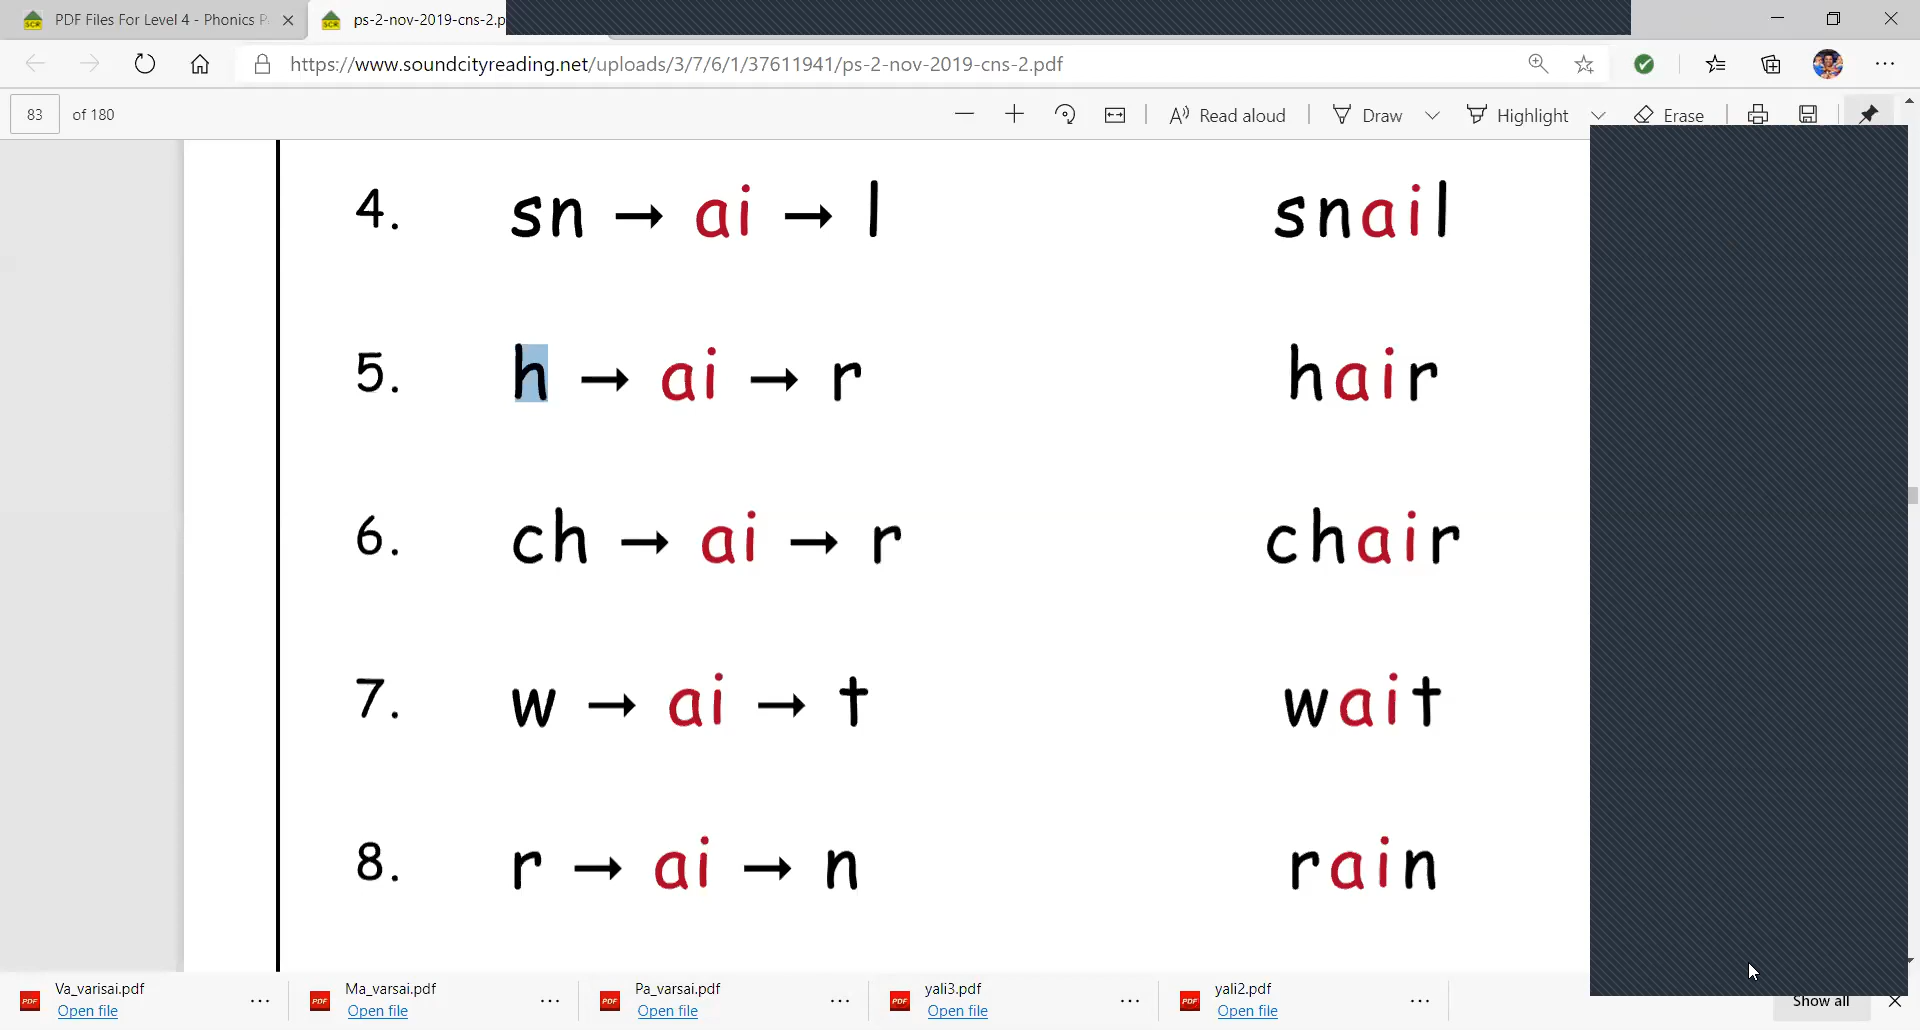 PDF Files For Level 4 - Phonics P
ps-2-nov-2019-cns-2.p
https://www.soundcityreading.net/uploads/3/7/6/1/37611941/ps-2-nov-2019-cns-2.pdf
83 of 180
Read aloud Draw Highlight Erase
4. sn → ai → l snail
5. h → ai → r hair
6. ch → ai → r chair
7. w → ai → t wait
8. r → ai → n rain
Va_varisai.pdf
Open file
Ma_varsai.pdf
Open file
Pa_varsai.pdf
Open file
yali3.pdf
Open file
yali2.pdf
Open file
Show all